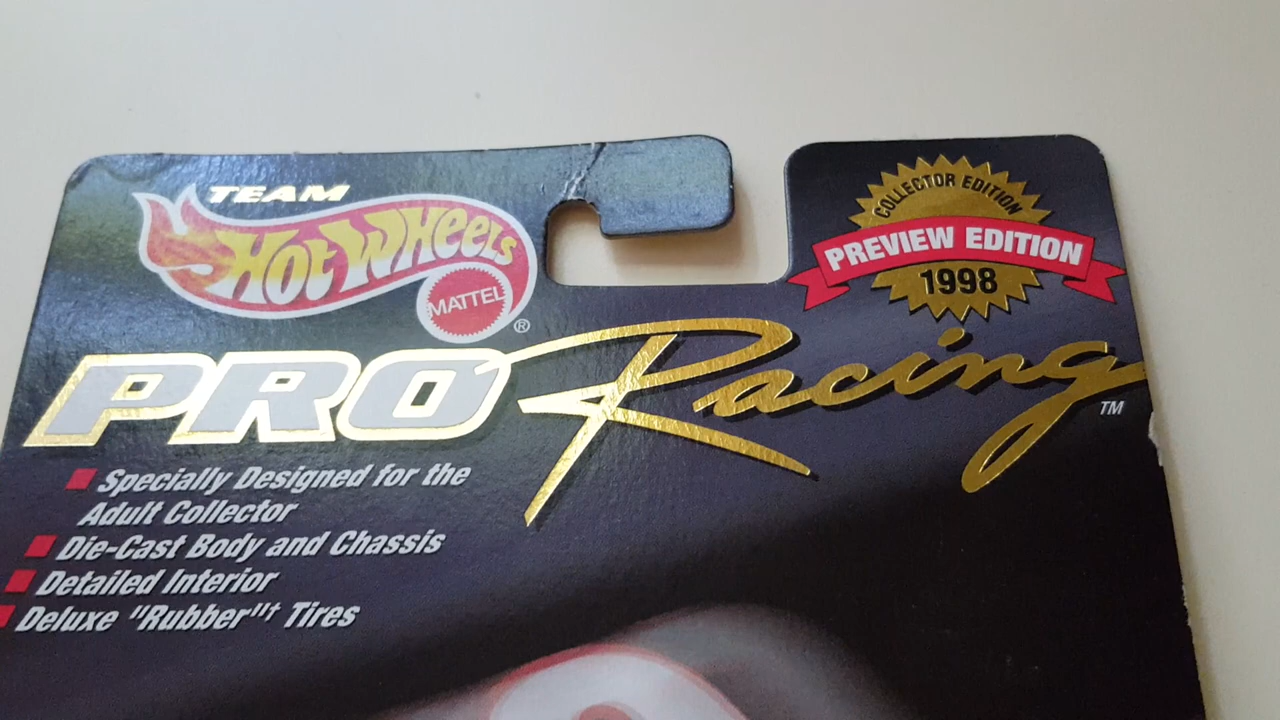 TEAM
Hot Wheels
MATTEL
®
COLLECTOR EDITION
PREVIEW EDITION
1998
PRO Racing
TM
Specially Designed for the
Adult Collector
Die-Cast Body and Chassis
Detailed Interior
Deluxe "Rubber"† Tires